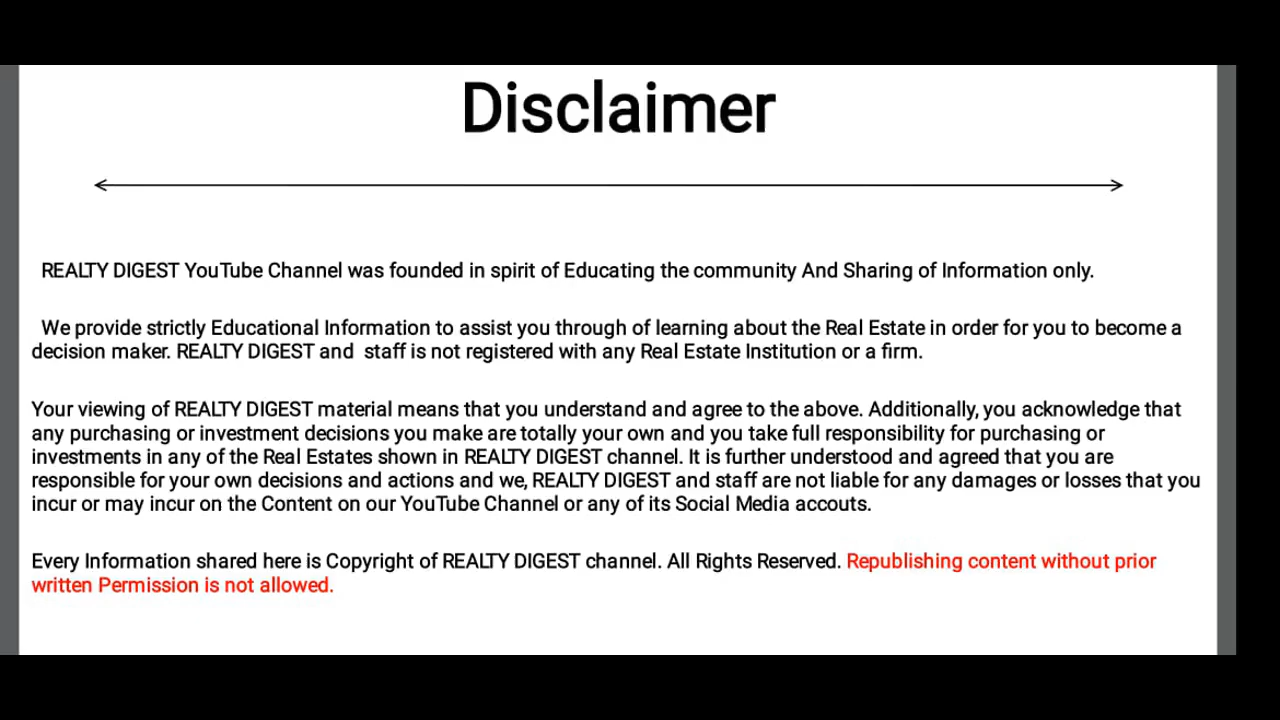 Disclaimer
REALTY DIGEST YouTube Channel was founded in spirit of Educating the community And Sharing of Information only.
We provide strictly Educational Information to assist you through of learning about the Real Estate in order for you to become a
decision maker. REALTY DIGEST and staff is not registered with any Real Estate Institution or a firm.
Your viewing of REALTY DIGEST material means that you understand and agree to the above. Additionally, you acknowledge that
any purchasing or investment decisions you make are totally your own and you take full responsibility for purchasing or
investments in any of the Real Estates shown in REALTY DIGEST channel. It is further understood and agreed that you are
responsible for your own decisions and actions and we, REALTY DIGEST and staff are not liable for any damages or losses that you
incur or may incur on the Content on our YouTube Channel or any of its Social Media accouts.
Every Information shared here is Copyright of REALTY DIGEST channel. All Rights Reserved. Republishing content without prior
written Permission is not allowed.